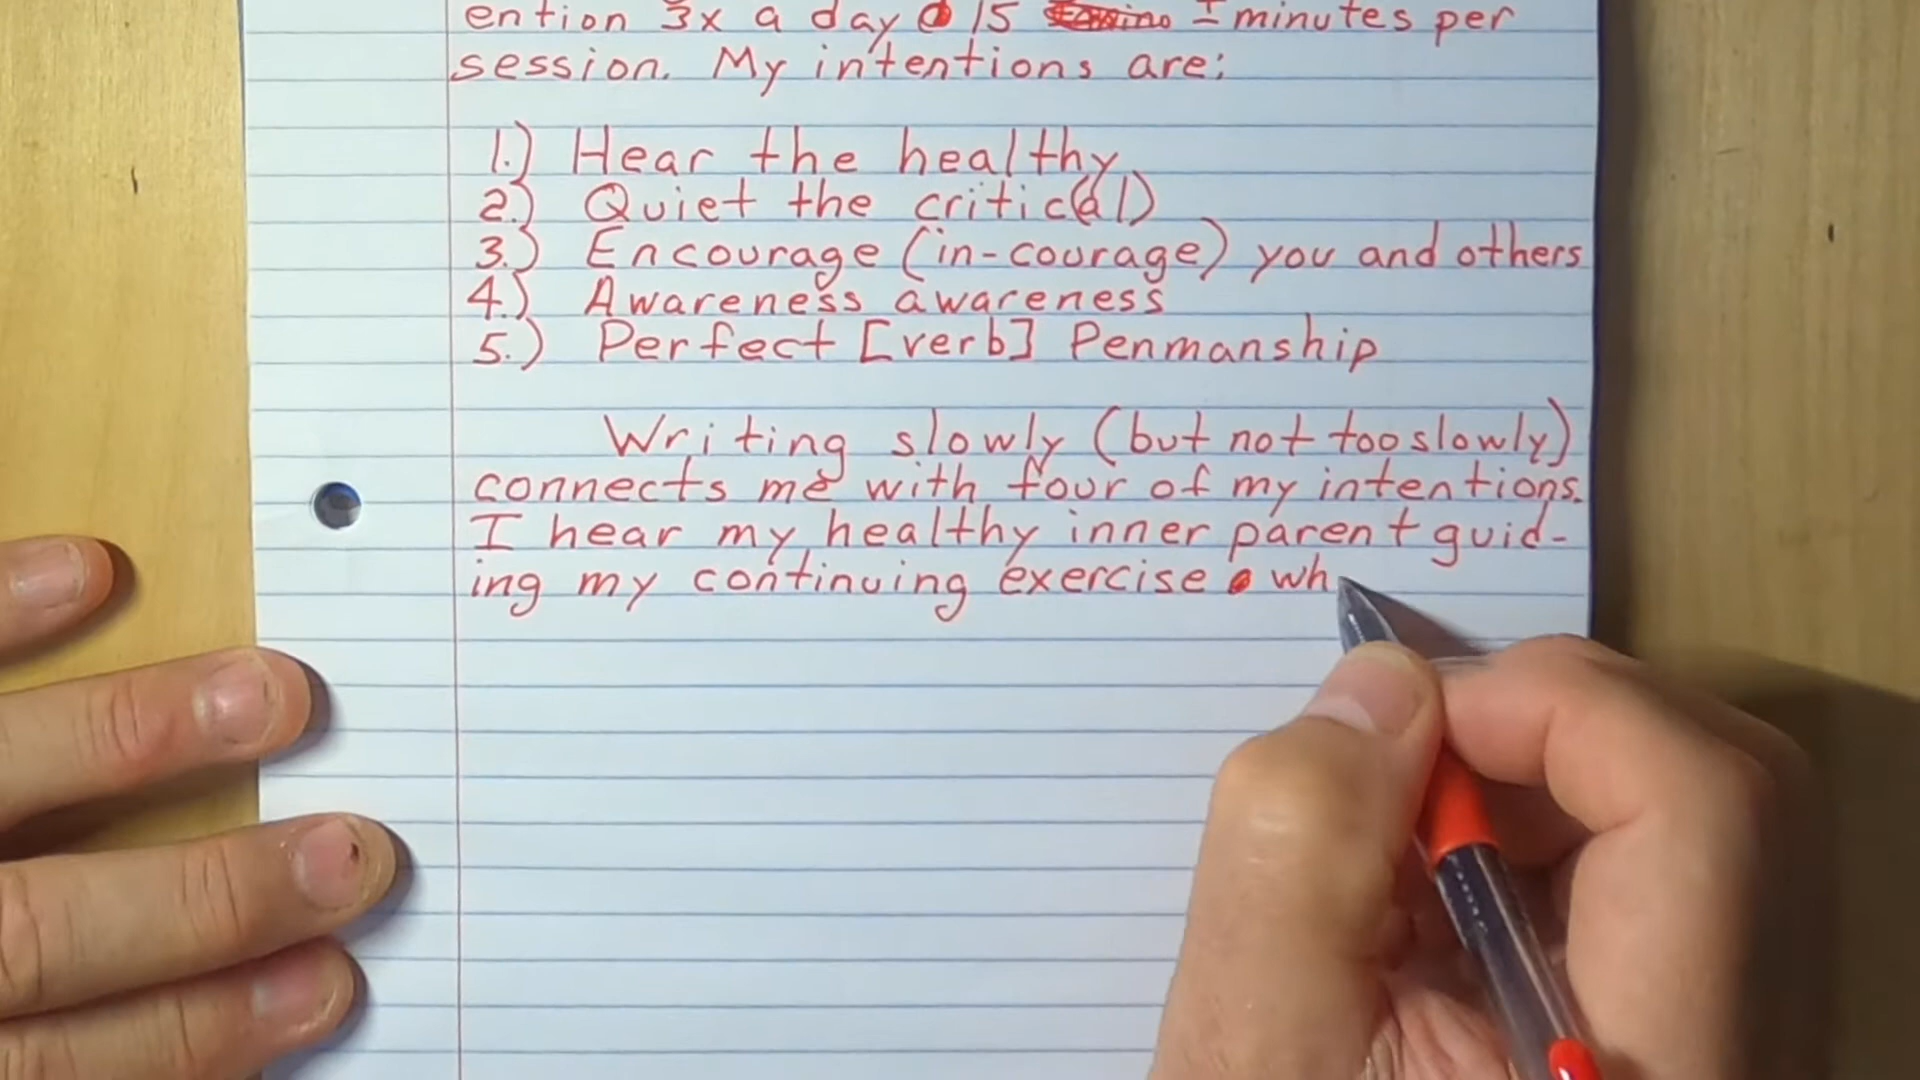 ention 3x a day 15 ± minutes per
session. My intentions are:
1.) Hear the healthy
2.) Quiet the critic(al)
3.) Encourage (in-courage) you and others
4.) Awareness awareness
5.) Perfect [verb] Penmanship
Writing slowly (but not too slowly)
connects me with four of my intentions.
I hear my healthy inner parent guid-
ing my continuing exercise wh